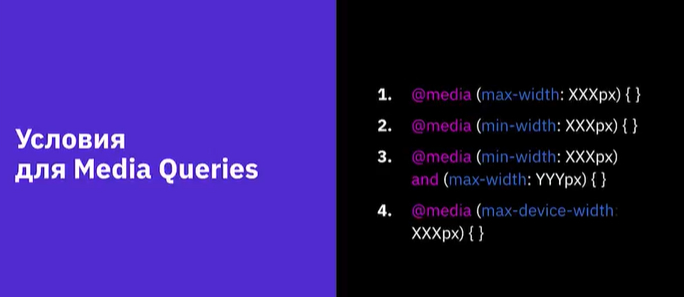 Условия
для Media Queries
1. @media (max-width: XXXpx) { }
2. @media (min-width: XXXpx) { }
3. @media (min-width: XXXpx)
and (max-width: YYYpx) { }
4. @media (max-device-width:
XXXpx) { }